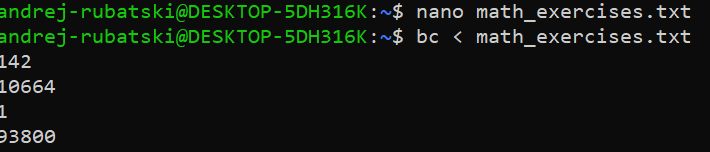 andrej-rubatski@DESKTOP-5DH316K:~$ nano math_exercises.txt
andrej-rubatski@DESKTOP-5DH316K:~$ bc < math_exercises.txt
142
10664
1
93800